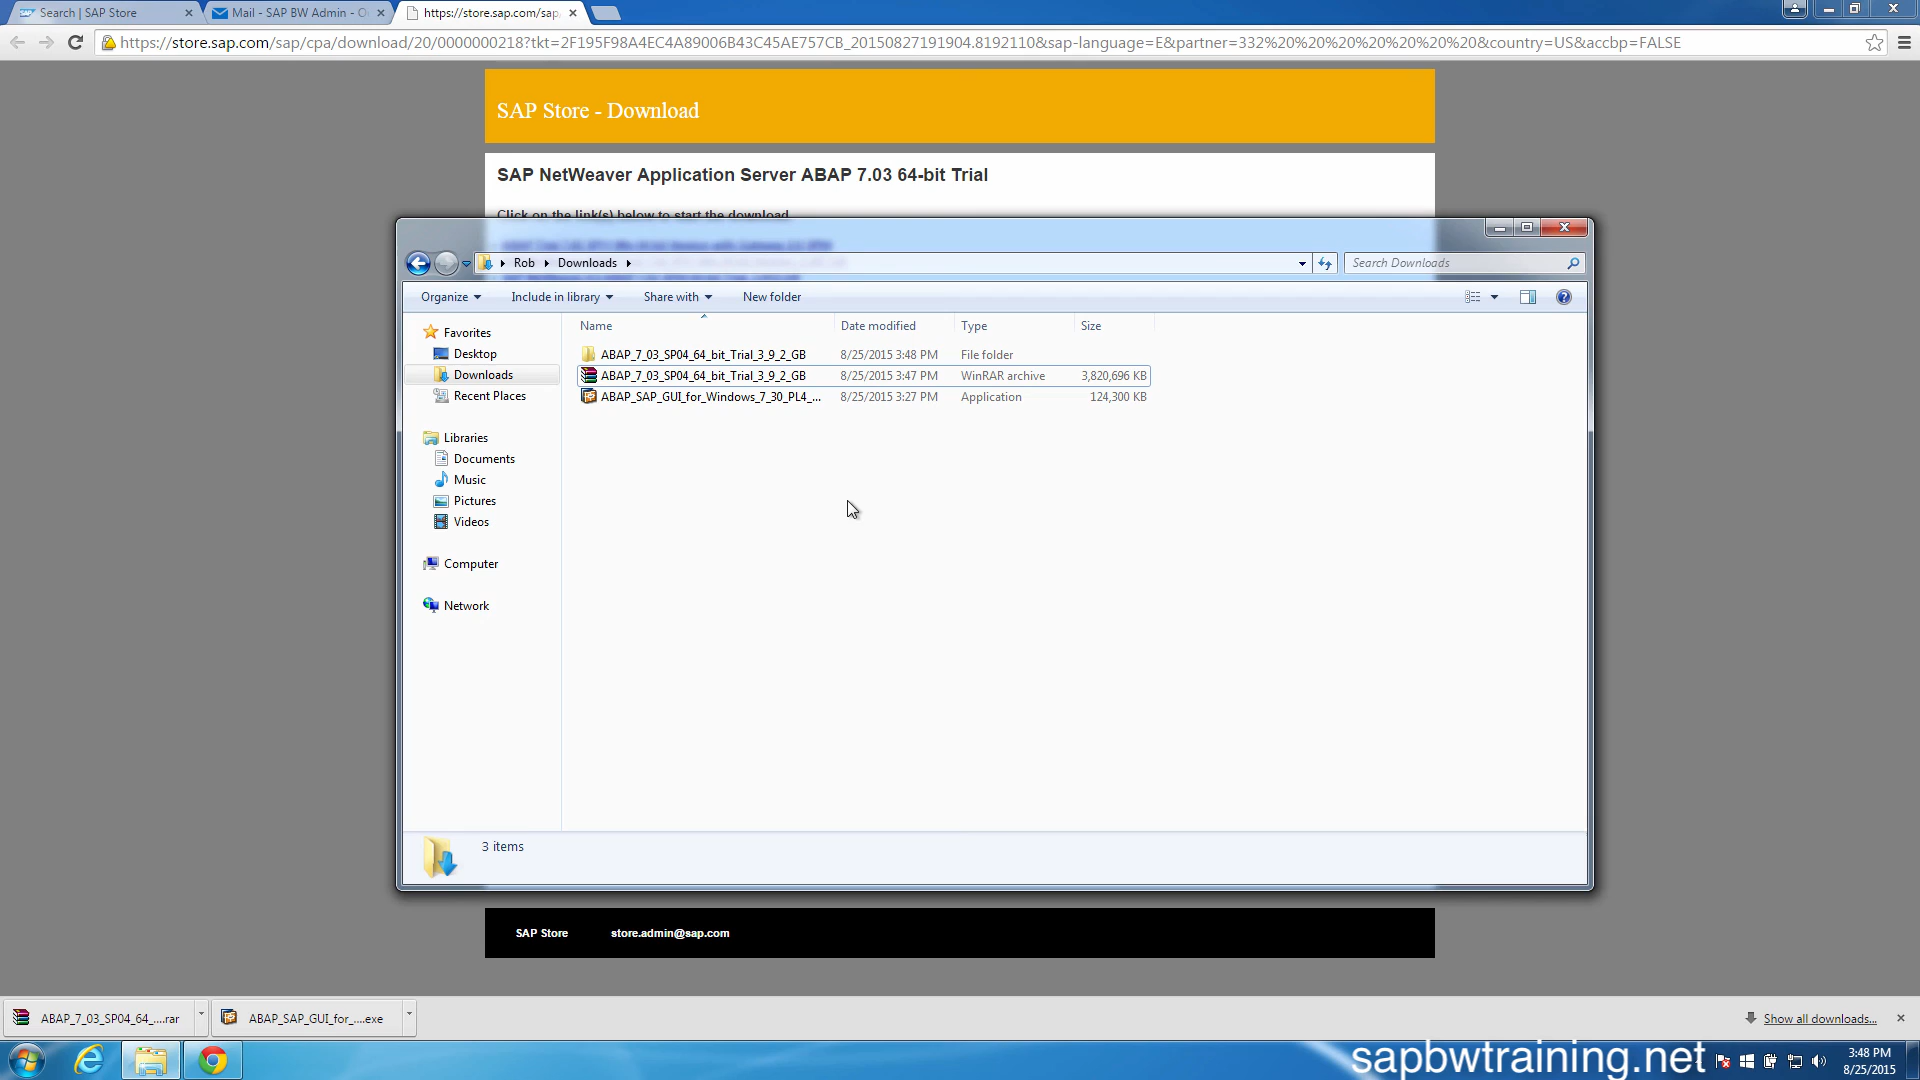 Search | SAP Store
Mail - SAP BW Admin - O
https://store.sap.com/sap
https://store.sap.com/sap/cpa/download/20/0000000218?tkt=2F195F98A4EC4A89006B43C45AE757CB_20150827191904.8192110&sap-language=E&partner=332%20%20%20%20%20%20%20&country=US&accbp=FALSE
SAP Store - Download
SAP NetWeaver Application Server ABAP 7.03 64-bit Trial
Click on the link(s) below to start the download
Rob Downloads
Search Downloads
Organize Include in library Share with New folder
Name Date modified Type Size
Favorites
Desktop
Downloads
Recent Places
Libraries
Documents
Music
Pictures
Videos
Computer
Network
ABAP_7_03_SP04_64_bit_Trial_3_9_2_GB 8/25/2015 3:48 PM File folder
ABAP_7_03_SP04_64_bit_Trial_3_9_2_GB 8/25/2015 3:47 PM WinRAR archive 3,820,696 KB
ABAP_SAP_GUI_for_Windows_7_30_PL4_... 8/25/2015 3:27 PM Application 124,300 KB
3 items
SAP Store store.admin@sap.com
ABAP_7_03_SP04_64_....rar ABAP_SAP_GUI_for_....exe Show all downloads...
sapbwtraining.net
3:48 PM
8/25/2015